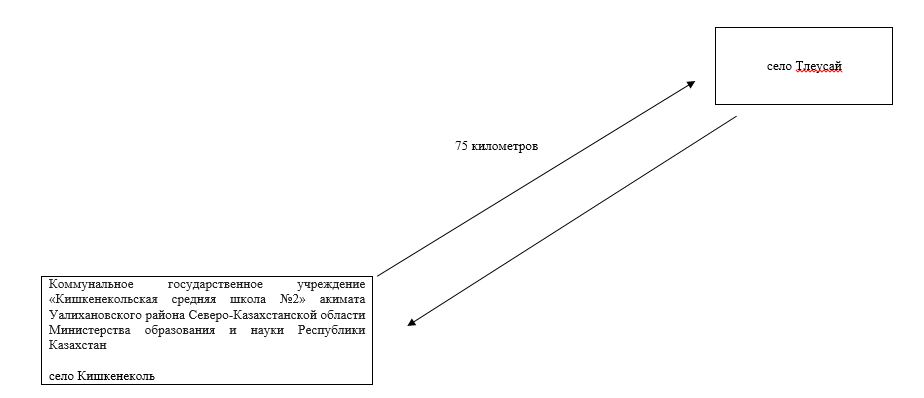 село Тлеусай
75 километров
Коммунальное государственное учреждение
«Кишкенекольская средняя школа №2» акимата
Уалихановского района Северо-Казахстанской области
Министерства образования и науки Республики
Казахстан
село Кишкенеколь